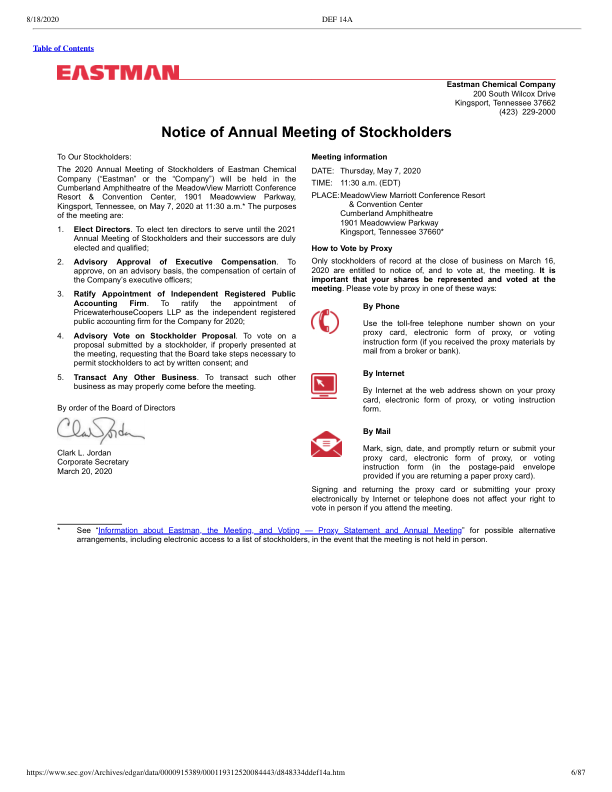 8/18/2020
DEF 14A
Table of Contents
EASTMAN
Eastman Chemical Company
200 South Wilcox Drive
Kingsport, Tennessee 37662
(423) 229-2000
Notice of Annual Meeting of Stockholders
To Our Stockholders:
The 2020 Annual Meeting of Stockholders of Eastman Chemical
Company (“Eastman” or the “Company”) will be held in the
Cumberland Amphitheatre of the MeadowView Marriott Conference
Resort & Convention Center, 1901 Meadowview Parkway,
Kingsport, Tennessee, on May 7, 2020 at 11:30 a.m.* The purposes
of the meeting are:
1. Elect Directors. To elect ten directors to serve until the 2021
Annual Meeting of Stockholders and their successors are duly
elected and qualified;
2. Advisory Approval of Executive Compensation. To
approve, on an advisory basis, the compensation of certain of
the Company’s executive officers;
3. Ratify Appointment of Independent Registered Public
Accounting Firm. To ratify the appointment of
PricewaterhouseCoopers LLP as the independent registered
public accounting firm for the Company for 2020;
4. Advisory Vote on Stockholder Proposal. To vote on a
proposal submitted by a stockholder, if properly presented at
the meeting, requesting that the Board take steps necessary to
permit stockholders to act by written consent; and
5. Transact Any Other Business. To transact such other
business as may properly come before the meeting.
By order of the Board of Directors
Clark L. Jordan
Corporate Secretary
March 20, 2020
Meeting information
DATE: Thursday, May 7, 2020
TIME: 11:30 a.m. (EDT)
PLACE:MeadowView Marriott Conference Resort
& Convention Center
Cumberland Amphitheatre
1901 Meadowview Parkway
Kingsport, Tennessee 37660*
How to Vote by Proxy
Only stockholders of record at the close of business on March 16,
2020 are entitled to notice of, and to vote at, the meeting. It is
important that your shares be represented and voted at the
meeting. Please vote by proxy in one of these ways:
By Phone
Use the toll-free telephone number shown on your
proxy card, electronic form of proxy, or voting
instruction form (if you received the proxy materials by
mail from a broker or bank).
By Internet
By Internet at the web address shown on your proxy
card, electronic form of proxy, or voting instruction
form.
By Mail
Mark, sign, date, and promptly return or submit your
proxy card, electronic form of proxy, or voting
instruction form (in the postage-paid envelope
provided if you are returning a paper proxy card).
Signing and returning the proxy card or submitting your proxy
electronically by Internet or telephone does not affect your right to
vote in person if you attend the meeting.
* See “Information about Eastman, the Meeting, and Voting — Proxy Statement and Annual Meeting” for possible alternative
arrangements, including electronic access to a list of stockholders, in the event that the meeting is not held in person.
https://www.sec.gov/Archives/edgar/data/0000915389/000119312520084443/d848334ddef14a.htm
6/87